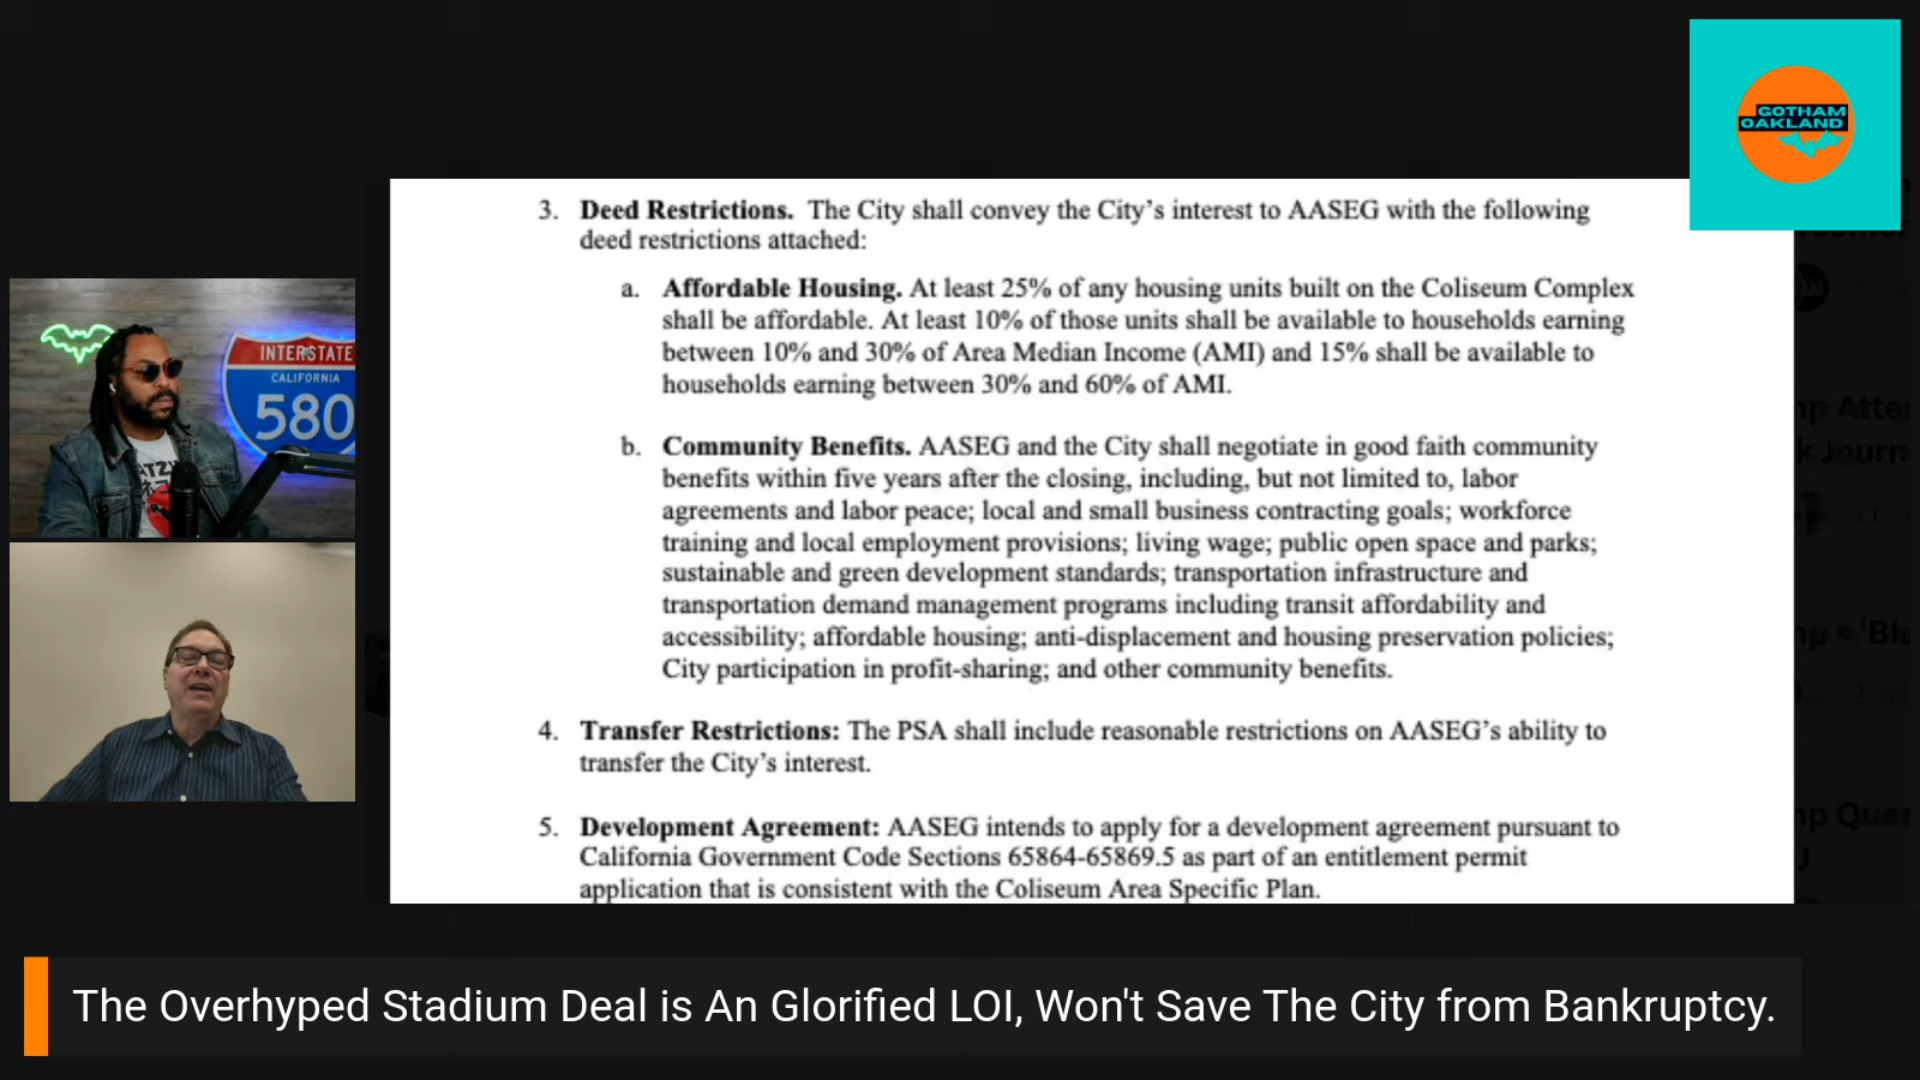 GOTHAM
OAKLAND
3. Deed Restrictions. The City shall convey the City's interest to AASEG with the following
deed restrictions attached:
a. Affordable Housing. At least 25% of any housing units built on the Coliseum Complex
shall be affordable. At least 10% of those units shall be available to households earning
between 10% and 30% of Area Median Income (AMI) and 15% shall be available to
households earning between 30% and 60% of AMI.
b. Community Benefits. AASEG and the City shall negotiate in good faith community
benefits within five years after the closing, including, but not limited to, labor
agreements and labor peace; local and small business contracting goals; workforce
training and local employment provisions; living wage; public open space and parks;
sustainable and green development standards; transportation infrastructure and
transportation demand management programs including transit affordability and
accessibility; affordable housing; anti-displacement and housing preservation policies;
City participation in profit-sharing; and other community benefits.
4. Transfer Restrictions: The PSA shall include reasonable restrictions on AASEG's ability to
transfer the City's interest.
5. Development Agreement: AASEG intends to apply for a development agreement pursuant to
California Government Code Sections 65864-65869.5 as part of an entitlement permit
application that is consistent with the Coliseum Area Specific Plan.
INTERSTATE
CALIFORNIA
580
The Overhyped Stadium Deal is An Glorified LOI, Won't Save The City from Bankruptcy.